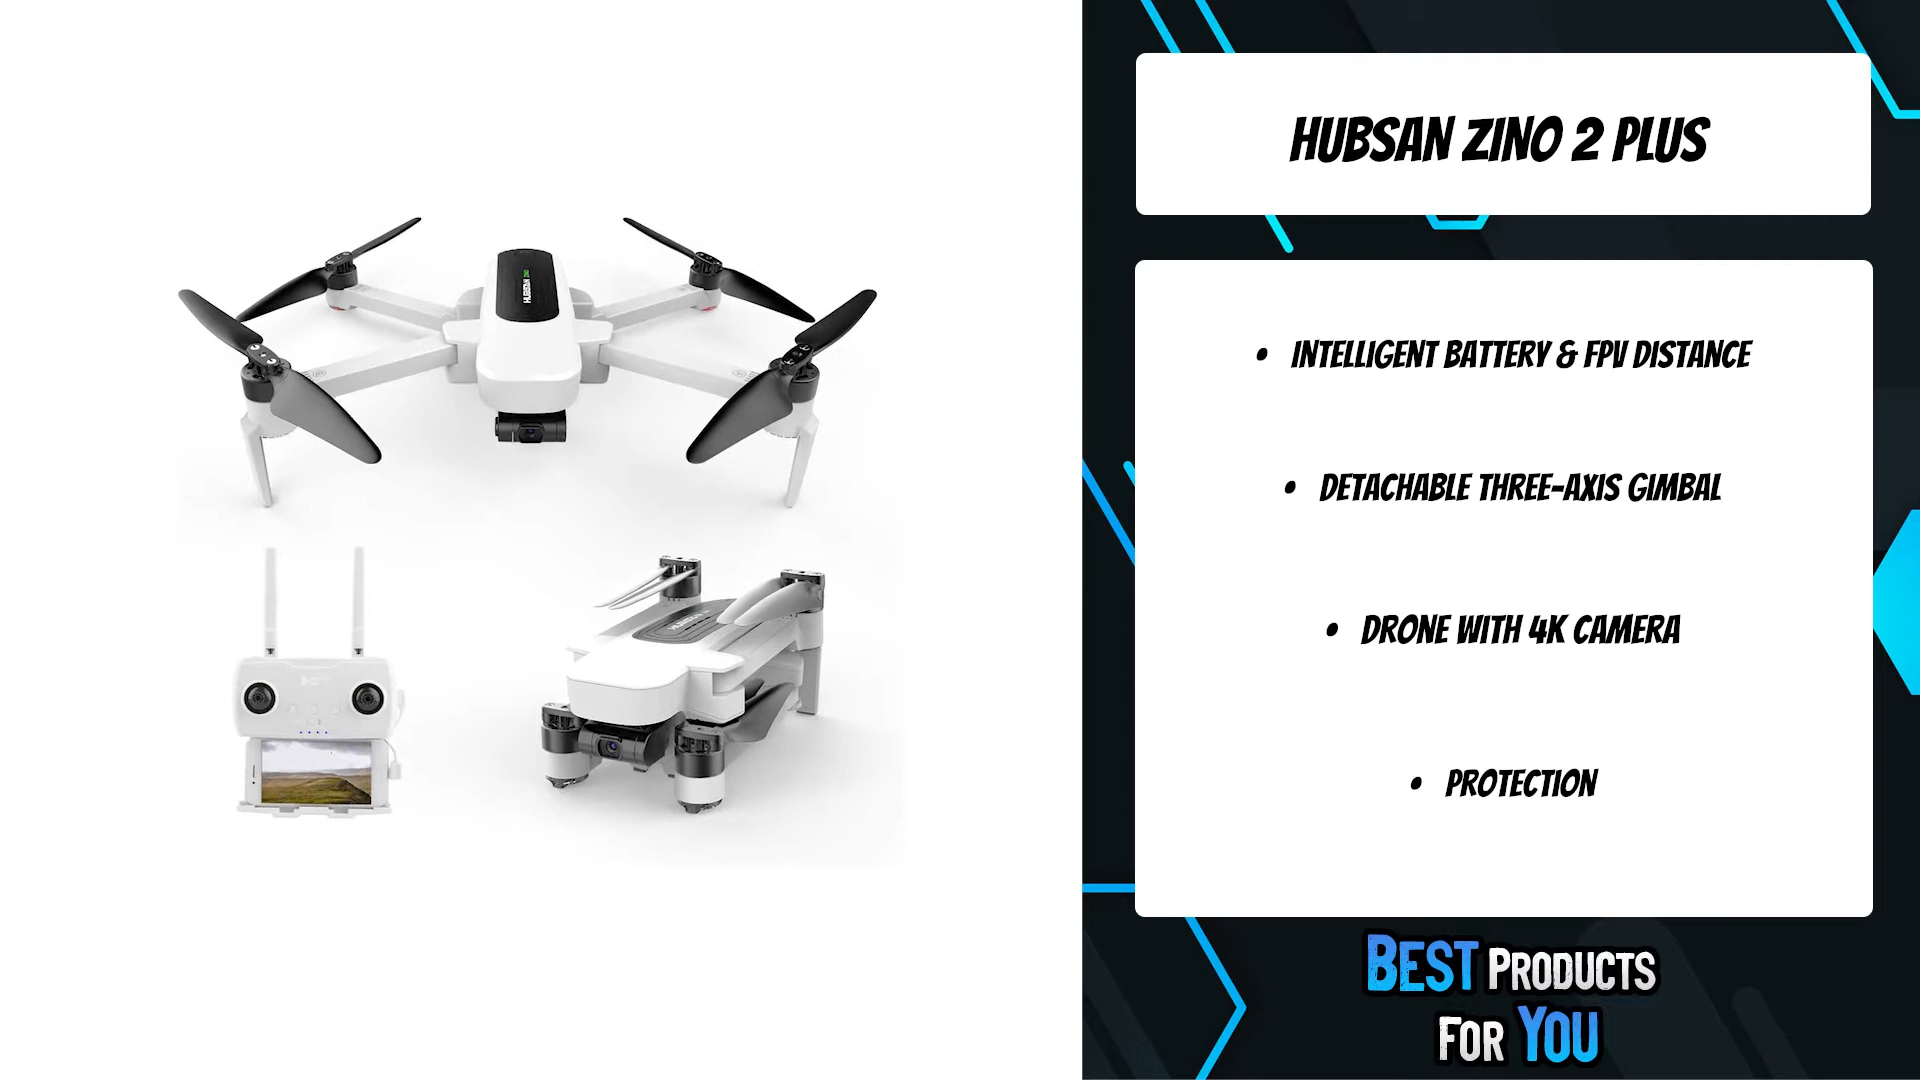 HUBSAN ZINO 2 PLUS
• INTELLIGENT BATTERY & FPV DISTANCE
• DETACHABLE THREE-AXIS GIMBAL
• DRONE WITH 4K CAMERA
• PROTECTION
BEST PRODUCTS
FOR YOU
HUBSAN